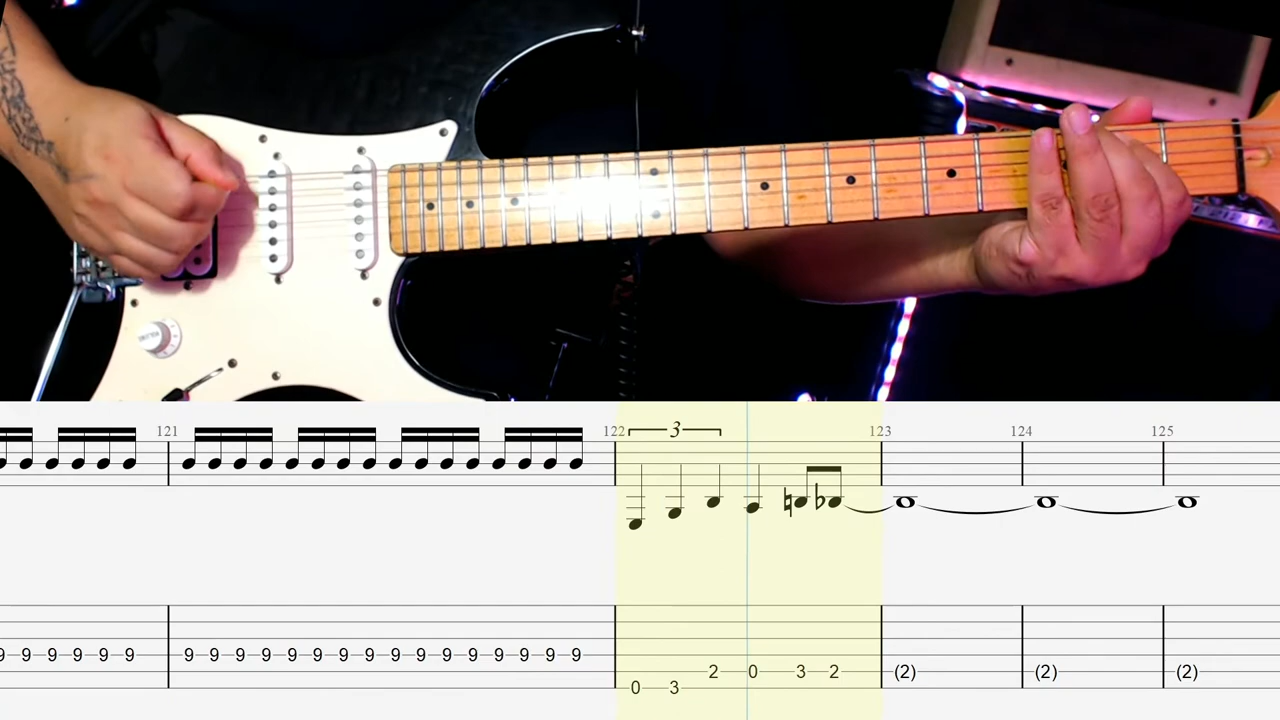 121 122 123 124 125
3
9 9 9 9 9 9 9 9 9 9 9 9 9 9 9 9 9 9 9 9 9 9
2 0 3 2 (2) (2) (2)
0 3